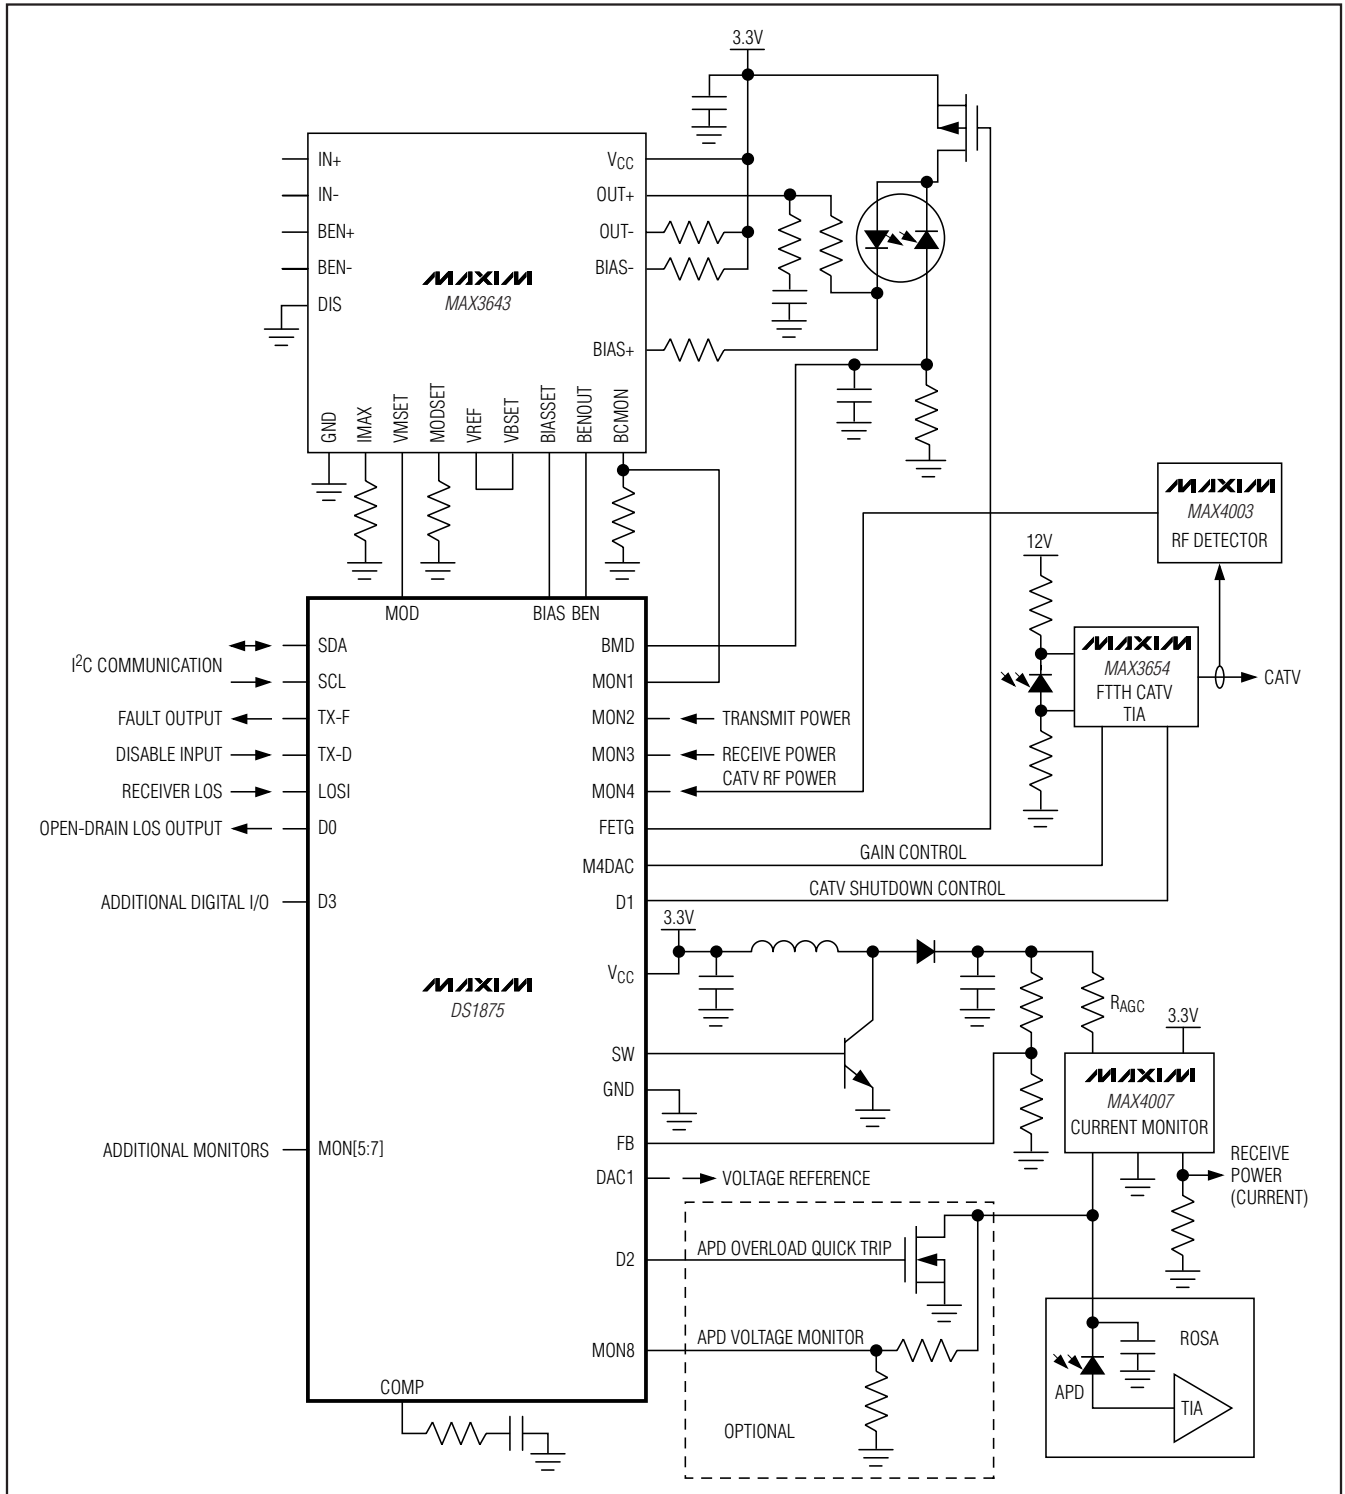 3.3V
IN+
IN-
BEN+
BEN-
DIS
VCC
OUT+
OUT-
BIAS-
BIAS+
MAXIM
MAX3643
GND
IMAX
VMSET
MODSET
VREF
VBSET
BIASSET
BENOUT
BCMON
MAXIM
MAX4003
RF DETECTOR
12V
MAXIM
MAX3654
FTTH CATV
TIA
CATV
MOD
BIAS
BEN
I2C COMMUNICATION
FAULT OUTPUT
DISABLE INPUT
RECEIVER LOS
OPEN-DRAIN LOS OUTPUT
ADDITIONAL DIGITAL I/O
ADDITIONAL MONITORS
SDA
SCL
TX-F
TX-D
LOSI
D0
D3
MON[5:7]
MAXIM
DS1875
BMD
MON1
MON2
MON3
MON4
FETG
M4DAC
D1
VCC
SW
GND
FB
DAC1
D2
MON8
COMP
TRANSMIT POWER
RECEIVE POWER
CATV RF POWER
GAIN CONTROL
CATV SHUTDOWN CONTROL
3.3V
RAGC
3.3V
MAXIM
MAX4007
CURRENT MONITOR
RECEIVE
POWER
(CURRENT)
VOLTAGE REFERENCE
APD OVERLOAD QUICK TRIP
APD VOLTAGE MONITOR
OPTIONAL
ROSA
APD
TIA